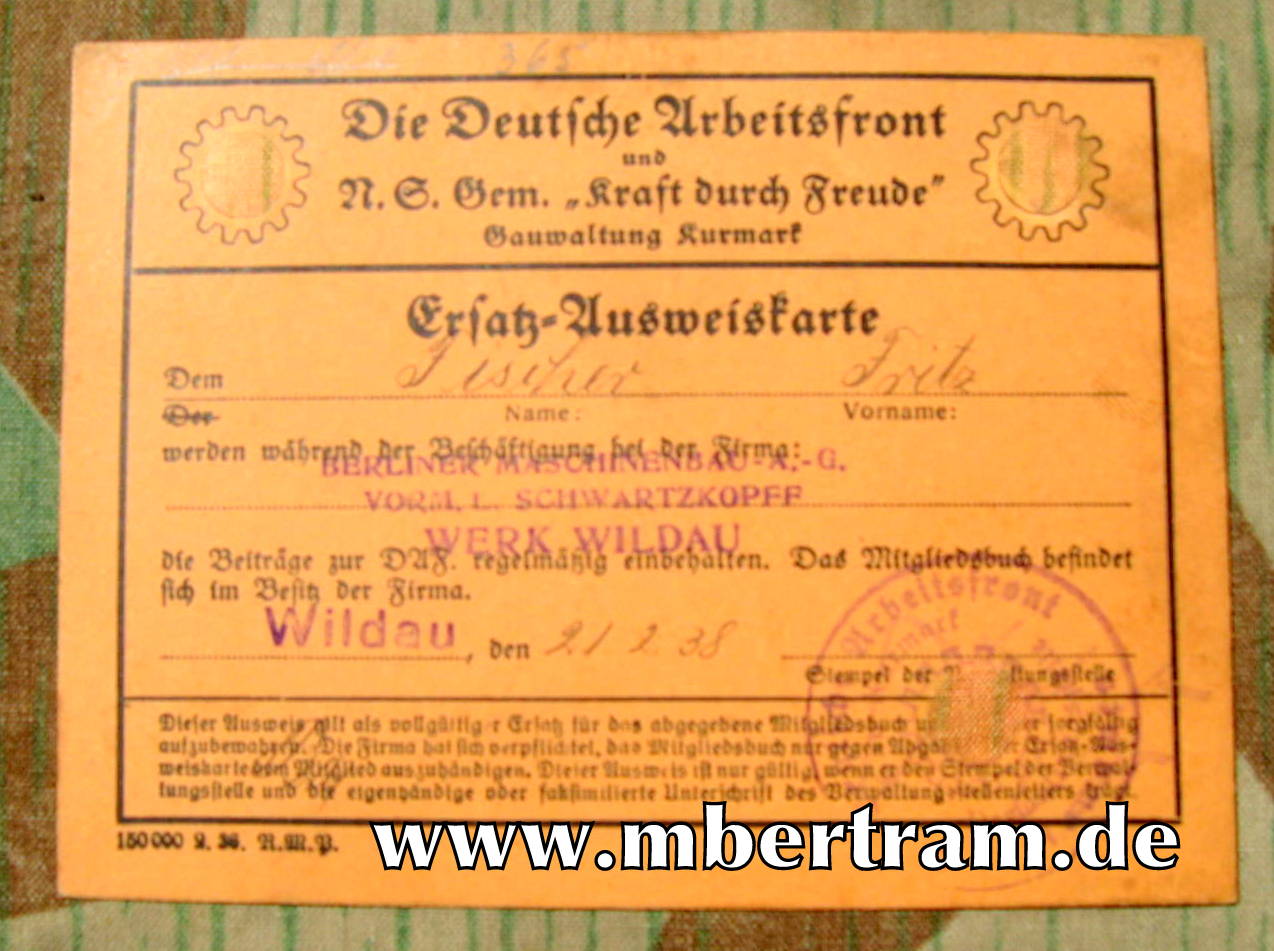 365
Die Deutsche Arbeitsfront
und
N. S. Gem. „Kraft durch Freude"
Gauwaltung Kurmark
Ersatz-Ausweiskarte
Dem Fischer Fritz
Der Name: Vorname:
werden während der Beschäftigung bei der Firma:
BERLINER MASCHINENBAU-A.-G.
VORM. L. SCHWARTZKOPFF
WERK WILDAU
die Beiträge zur DAF. regelmäßig einbehalten. Das Mitgliedsbuch befindet
sich im Besitz der Firma.
Wildau, den 21 2 38
Arbeitsfront
Stempel der Verwaltungsstelle
Dieser Ausweis gilt als vollgültiger Ersatz für das abgegebene Mitgliedsbuch sorgfältig
aufzubewahren. Die Firma hat sich verpflichtet, das Mitgliedsbuch nur gegen Abgabe der Ersatz-Aus-
weiskarte dem Mitglied auszuhändigen. Dieser Ausweis ist nur gültig, wenn er den Stempel der Verwal-
tungsstelle und die eigenhändige oder faksimilierte Unterschrift des Verwaltungsstellenleiters trägt.
150000 2. 36. R.M.P.
www.mbertram.de